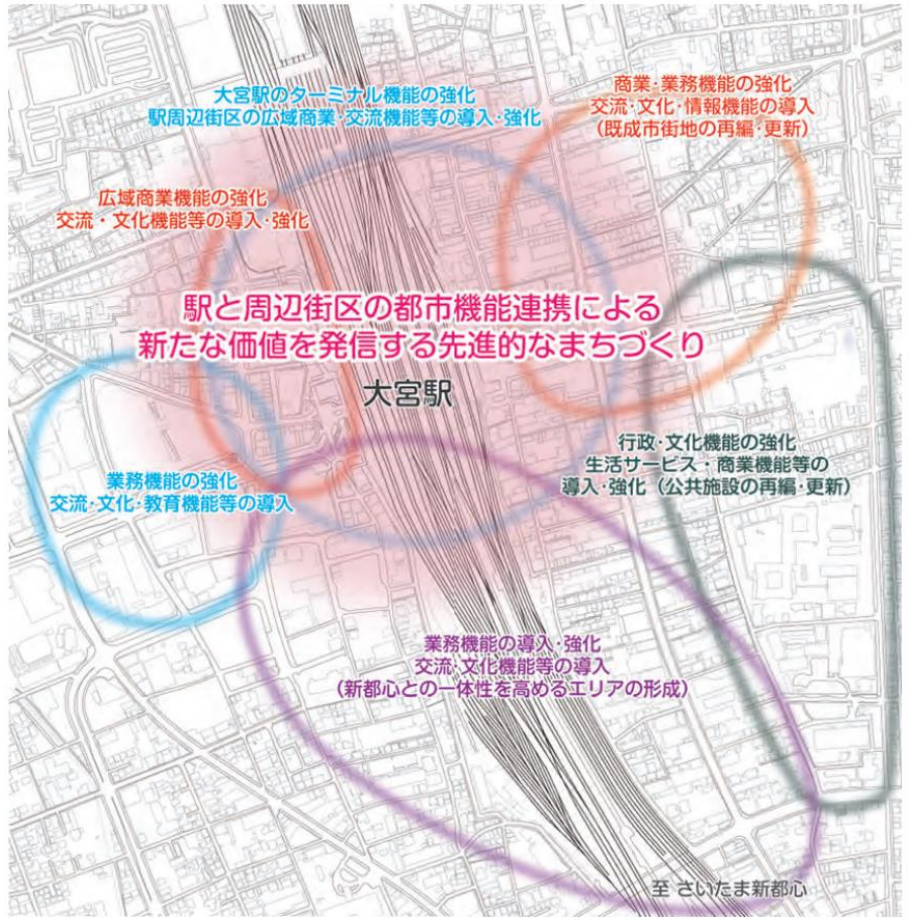 大宮駅のターミナル機能の強化
駅周辺街区の広域商業・交流機能等の導入・強化
商業・業務機能の強化
交流・文化・情報機能の導入
（既成市街地の再編・更新）
広域商業機能の強化
交流・文化機能等の導入・強化
駅と周辺街区の都市機能連携による
新たな価値を発信する先進的なまちづくり
大宮駅
行政・文化機能の強化
生活サービス・商業機能等の
導入・強化（公共施設の再編・更新）
業務機能の強化
交流・文化・教育機能等の導入
業務機能の導入・強化
交流・文化機能等の導入
（新都心との一体性を高めるエリアの形成）
至 さいたま新都心